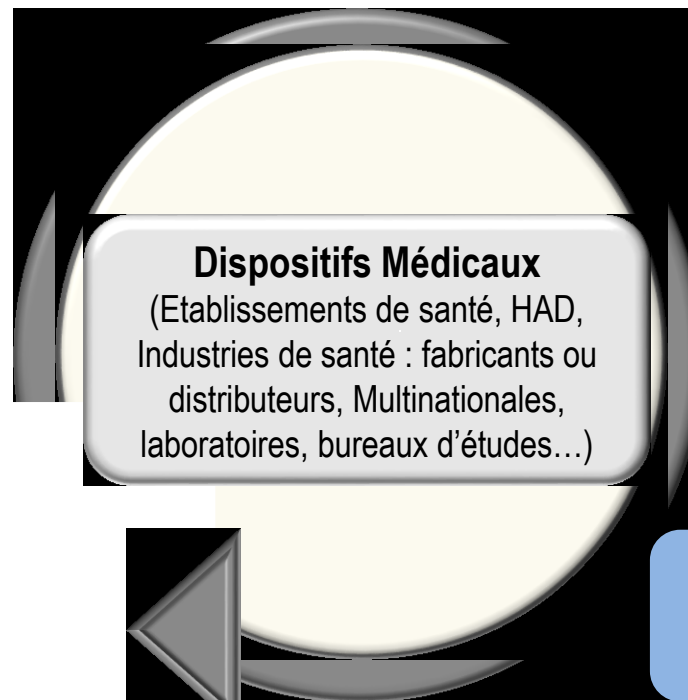 Dispositifs Médicaux
(Etablissements de santé, HAD,
Industries de santé : fabricants ou
distributeurs, Multinationales,
laboratoires, bureaux d’études…)